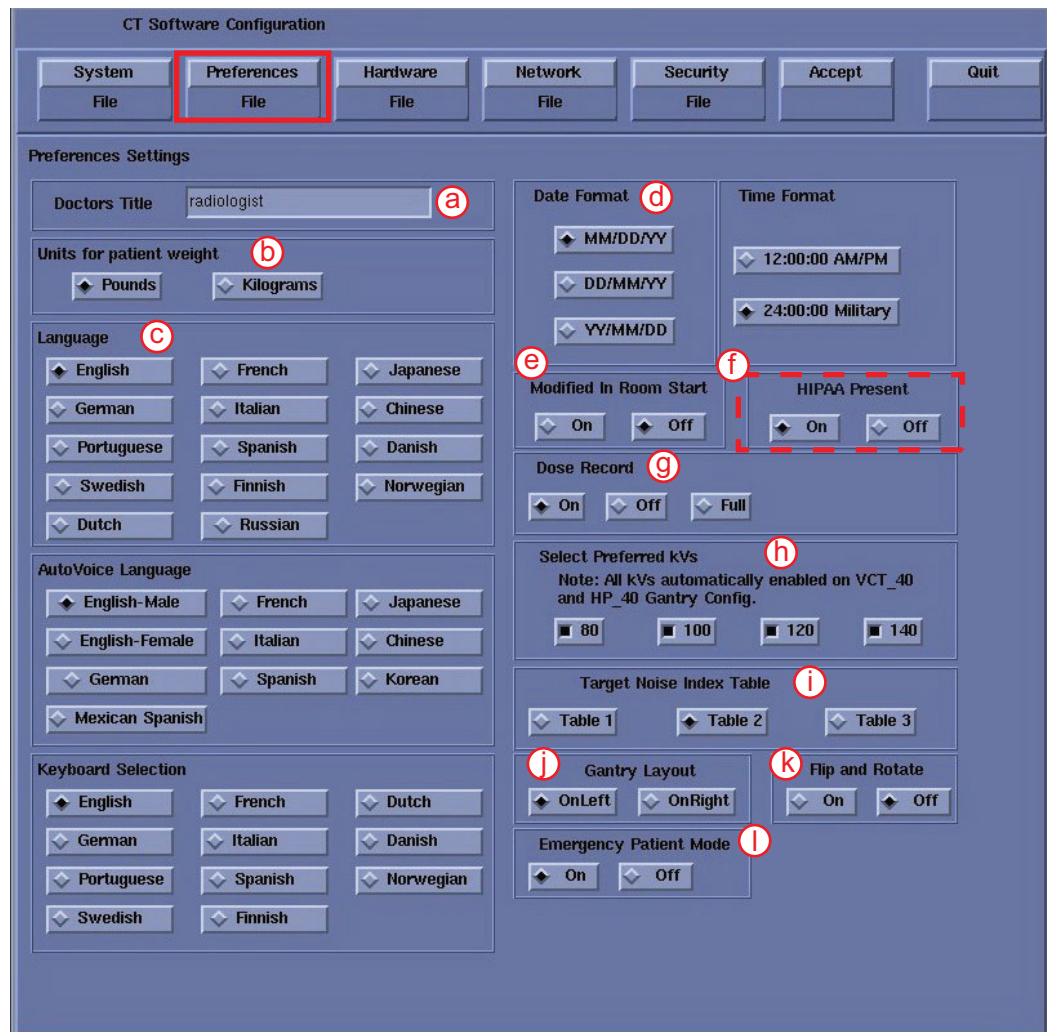 CT Software Configuration
System Preferences Hardware Network Security Accept Quit
File File File File File
Preferences Settings
Doctors Title radiologist a
Units for patient weight b
Pounds Kilograms
Language c
English French Japanese
German Italian Chinese
Portuguese Spanish Danish
Swedish Finnish Norwegian
Dutch Russian
AutoVoice Language
English-Male French Japanese
English-Female Italian Chinese
German Spanish Korean
Mexican Spanish
Keyboard Selection
English French Dutch
German Italian Danish
Portuguese Spanish Norwegian
Swedish Finnish
Date Format d
MM/DD/YY
DD/MM/YY
YY/MM/DD
Time Format
12:00:00 AM/PM
24:00:00 Military
e
Modified In Room Start
On Off
f
HIPAA Present
On Off
Dose Record g
On Off Full
Select Preferred kVs h
Note: All kVs automatically enabled on VCT_40
and HP_40 Gantry Config.
80 100 120 140
Target Noise Index Table i
Table 1 Table 2 Table 3
j Gantry Layout
OnLeft OnRight
k Flip and Rotate
On Off
Emergency Patient Mode l
On Off